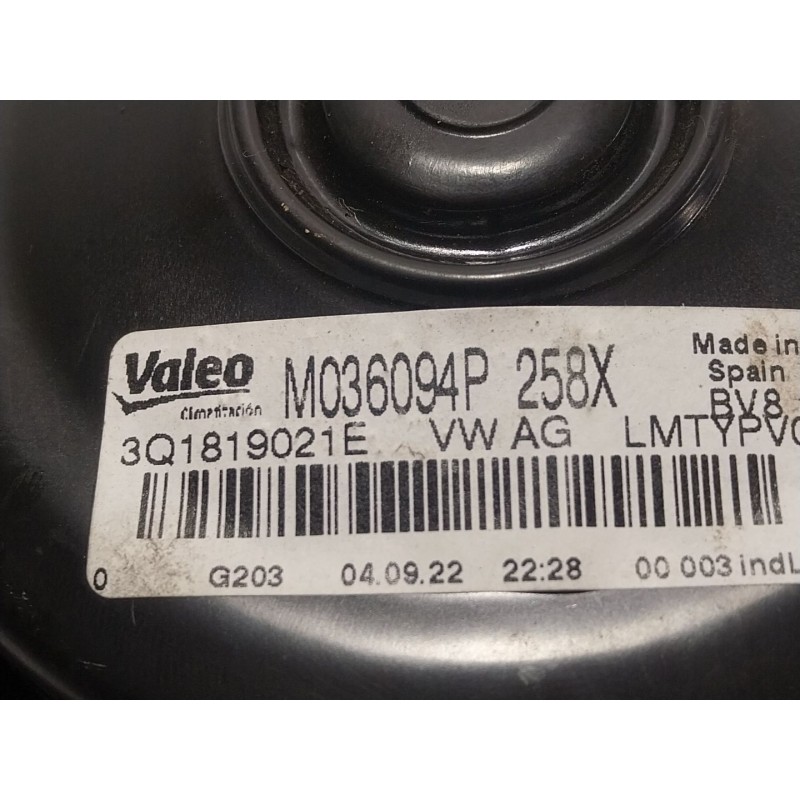 Valeo M036094P 258X Made in
Climatización Spain
BV8
3Q1819021E VW AG LMTYPVC
0 G203 04.09.22 22:28 00 003 indL